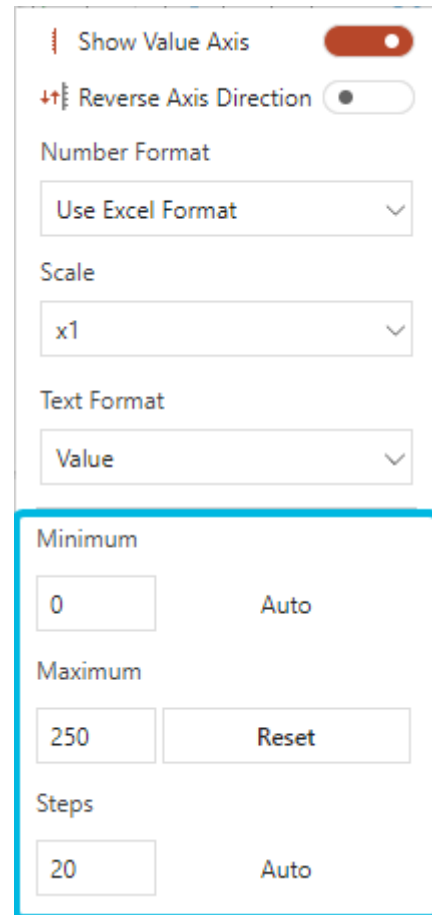 Show Value Axis
Reverse Axis Direction
Number Format
Use Excel Format
Scale
x1
Text Format
Value
Minimum
0 Auto
Maximum
250 Reset
Steps
20 Auto